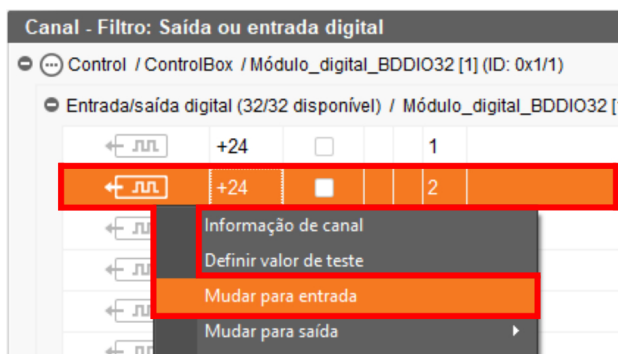 Canal - Filtro: Saída ou entrada digital
Control / ControlBox / Módulo_digital_BDDIO32 [1] (ID: 0x1/1)
Entrada/saída digital (32/32 disponível) / Módulo_digital_BDDIO32 [
+24 1
+24 2
Informação de canal
Definir valor de teste
Mudar para entrada
Mudar para saída